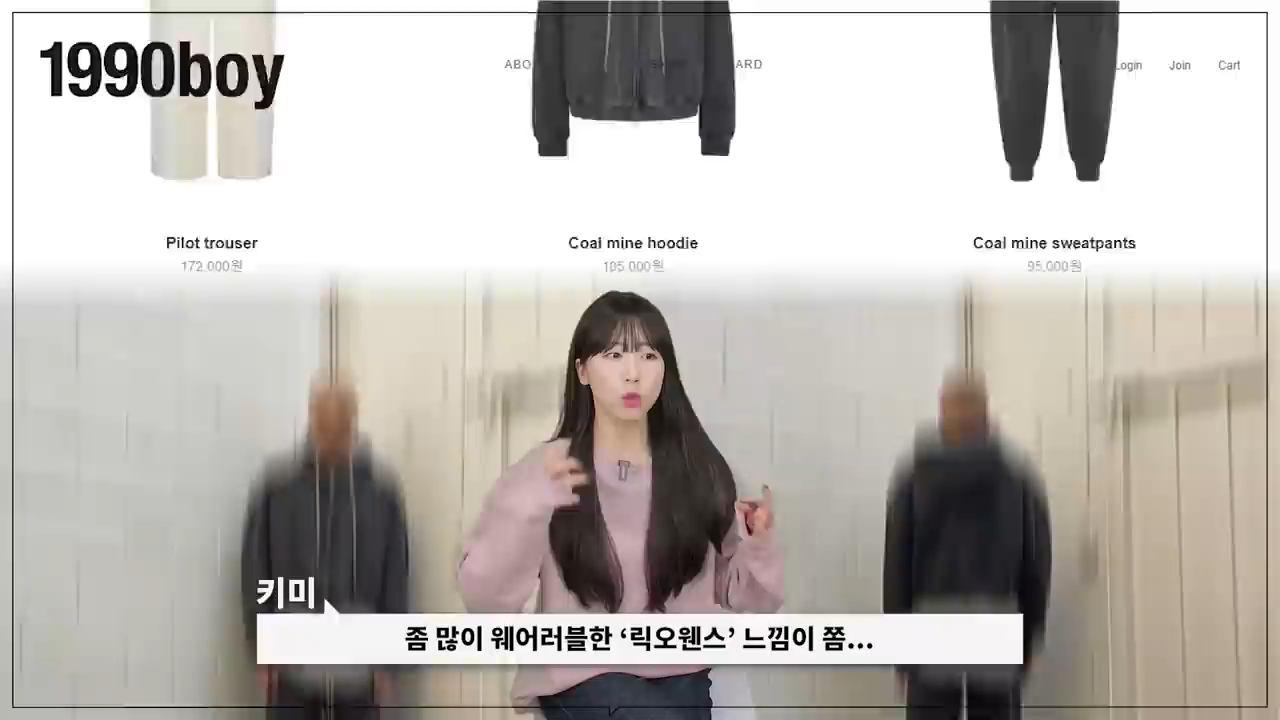 1990boy
Login Join Cart
Pilot trouser
172,000원
Coal mine hoodie
105,000원
Coal mine sweatpants
95,000원
키미
좀 많이 웨어러블한 ‘릭오웬스’ 느낌이 쫌...